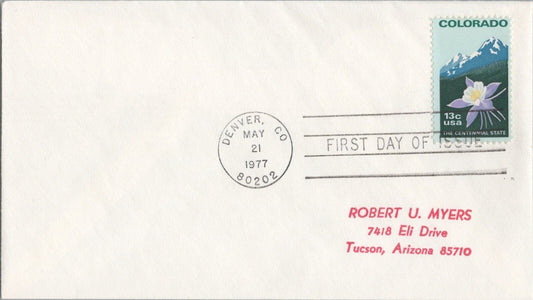 COLORADO
13c
usa
THE CENTENNIAL STATE
DENVER, CO
MAY
21
1977
80202
FIRST DAY OF ISSUE
ROBERT U. MYERS
7418 Eli Drive
Tucson, Arizona 85710